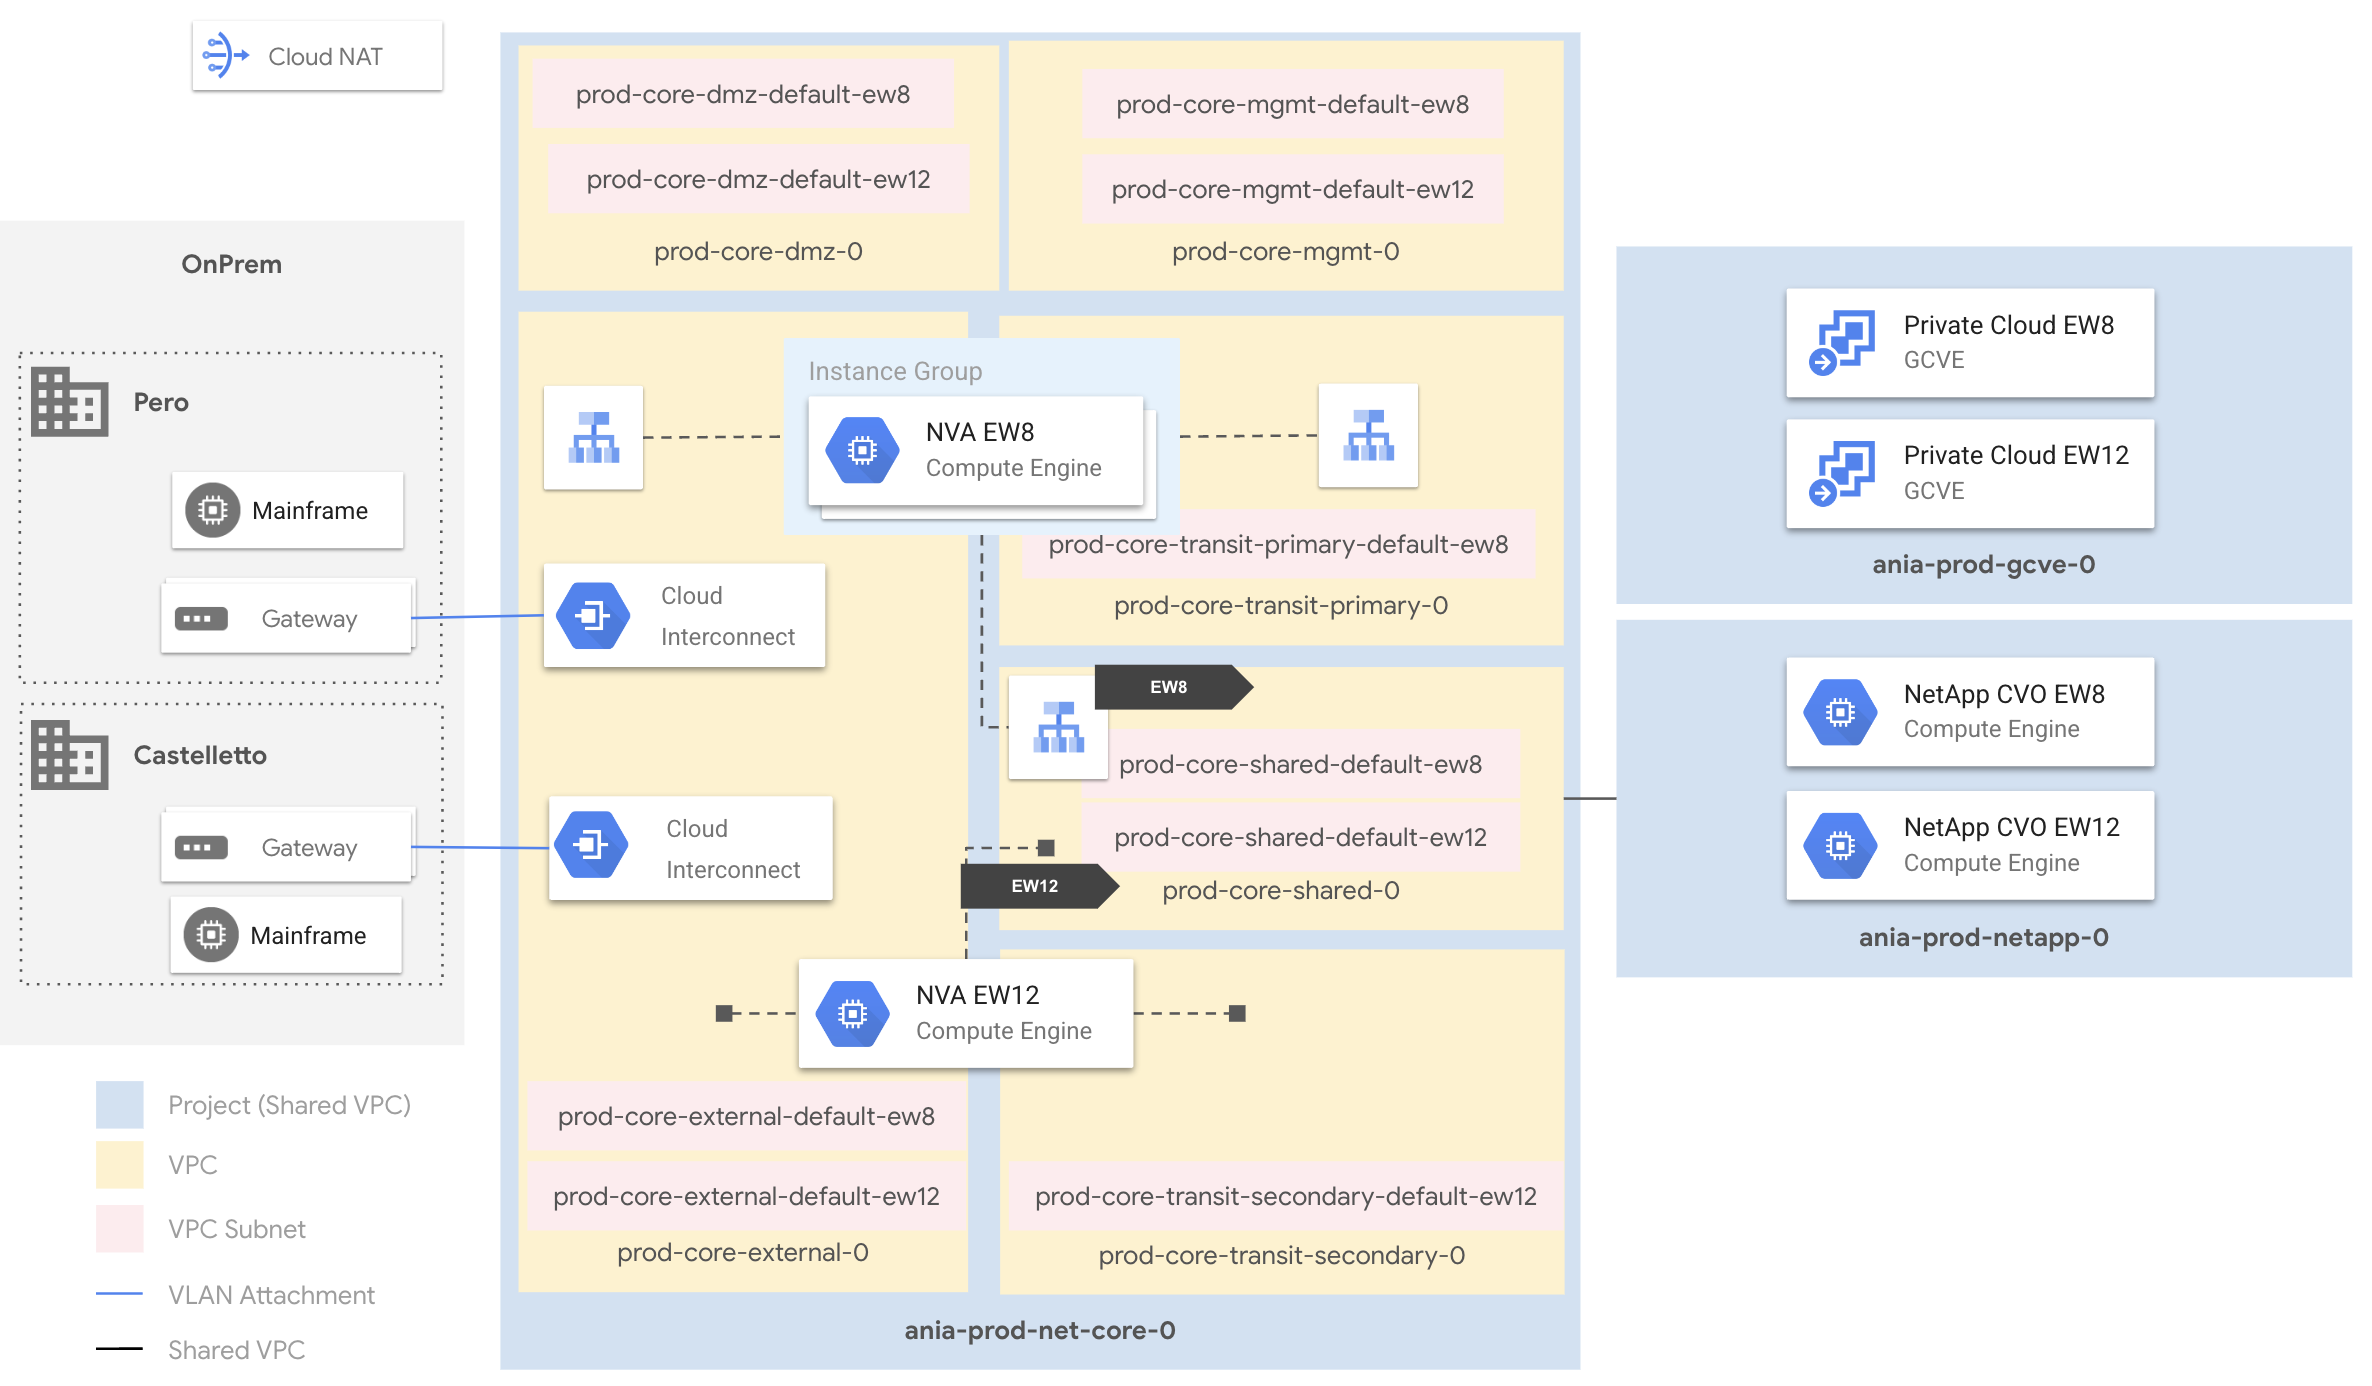 Cloud NAT
OnPrem
Pero
Mainframe
Gateway
Castelletto
Gateway
Mainframe
Project (Shared VPC)
VPC
VPC Subnet
VLAN Attachment
Shared VPC
prod-core-dmz-default-ew8
prod-core-dmz-default-ew12
prod-core-dmz-0
prod-core-mgmt-default-ew8
prod-core-mgmt-default-ew12
prod-core-mgmt-0
Instance Group
NVA EW8
Compute Engine
prod-core-transit-primary-default-ew8
prod-core-transit-primary-0
Cloud
Interconnect
EW8
prod-core-shared-default-ew8
prod-core-shared-default-ew12
prod-core-shared-0
Cloud
Interconnect
EW12
NVA EW12
Compute Engine
prod-core-external-default-ew8
prod-core-external-default-ew12
prod-core-external-0
prod-core-transit-secondary-default-ew12
prod-core-transit-secondary-0
ania-prod-net-core-0
Private Cloud EW8
GCVE
Private Cloud EW12
GCVE
ania-prod-gcve-0
NetApp CVO EW8
Compute Engine
NetApp CVO EW12
Compute Engine
ania-prod-netapp-0